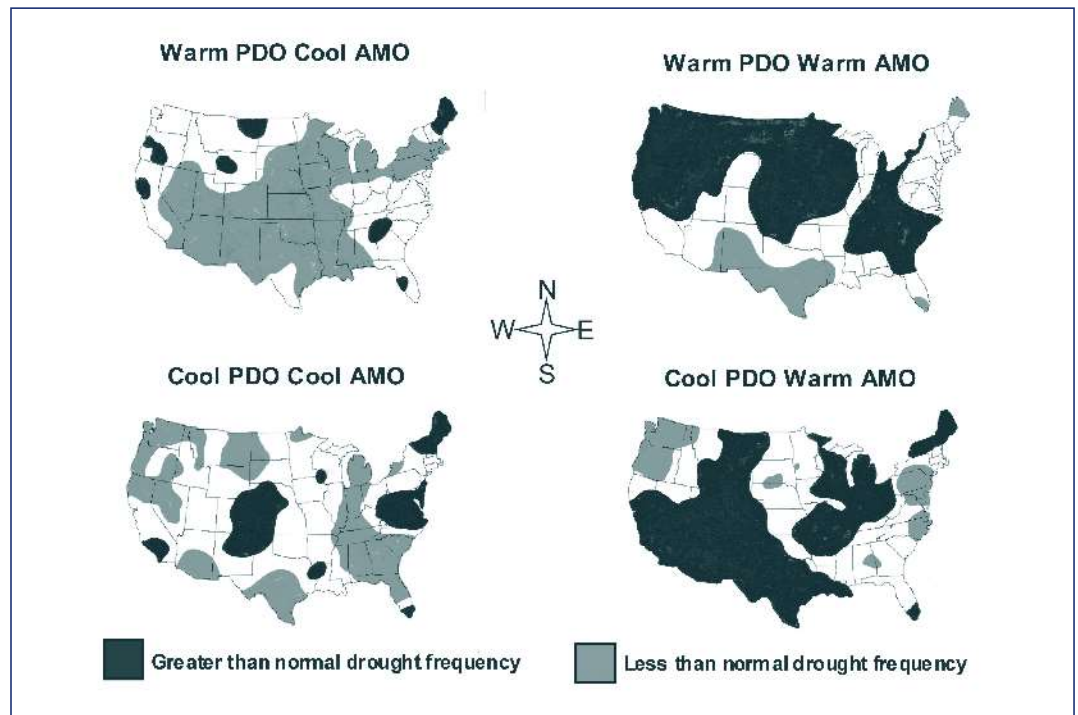 Warm PDO Cool AMO
Warm PDO Warm AMO
N
W E
S
Cool PDO Cool AMO
Cool PDO Warm AMO
Greater than normal drought frequency
Less than normal drought frequency